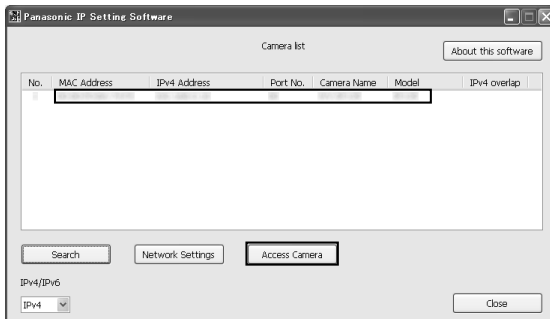 Panasonic IP Setting Software
Camera list
About this software
No. MAC Address IPv4 Address Port No. Camera Name Model IPv4 overlap
Search Network Settings Access Camera
IPv4/IPv6
IPv4
Close